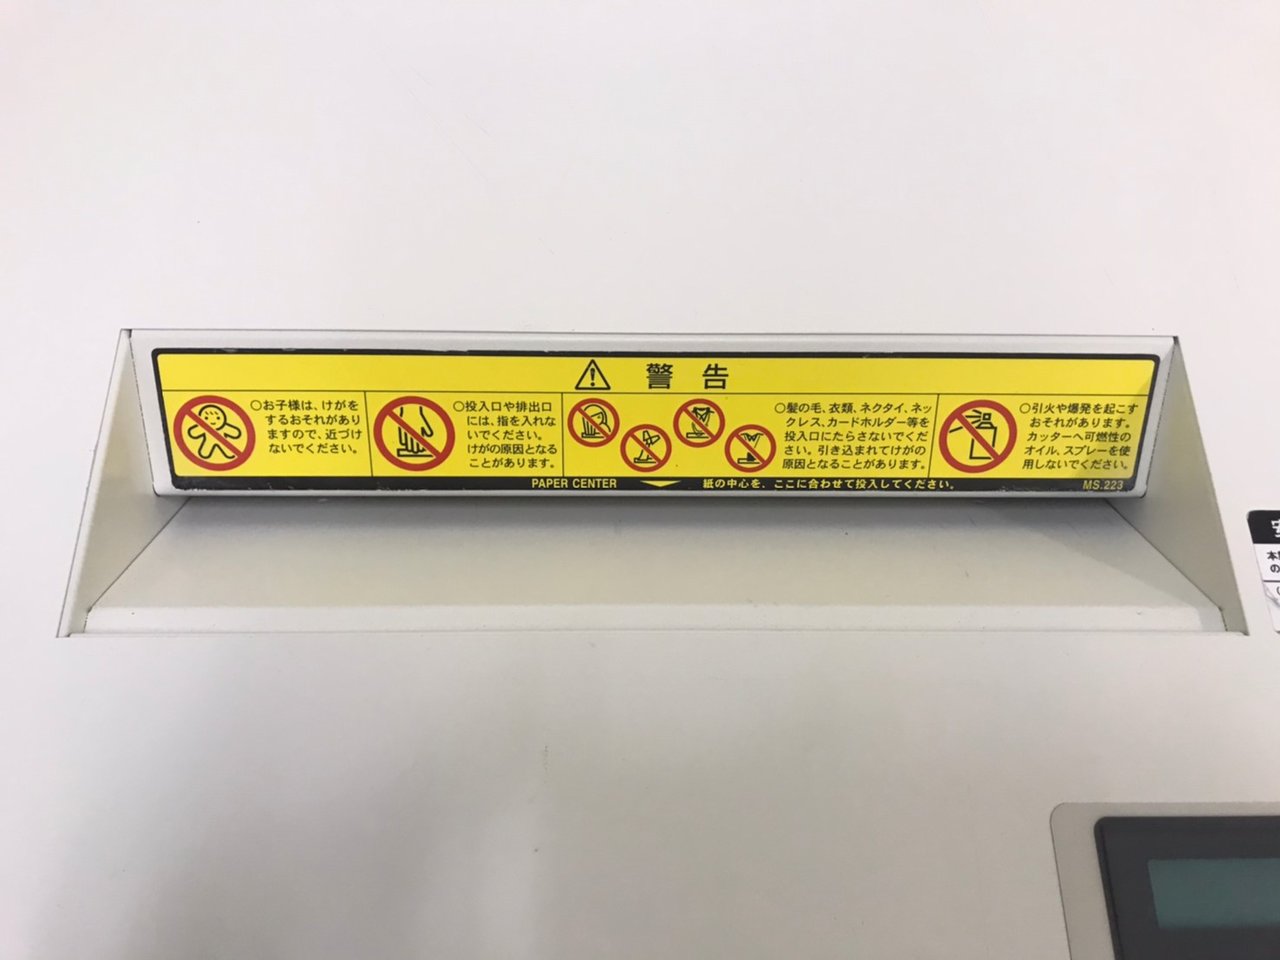 警告
○お子様は、けがを
するおそれがあり
ますので、近づけ
ないでください。
○投入口や排出口
には、指を入れな
いでください。
けがの原因となる
ことがあります。
○髪の毛、衣類、ネクタイ、ネッ
クレス、カードホルダー等を
投入口にたらさないでくだ
さい。引き込まれてけがの
原因となることがあります。
○引火や爆発を起こす
おそれがあります。
カッターへ可燃性の
オイル、スプレーを使
用しないでください。
PAPER CENTER 紙の中心を、ここに合わせて投入してください。 MS.223